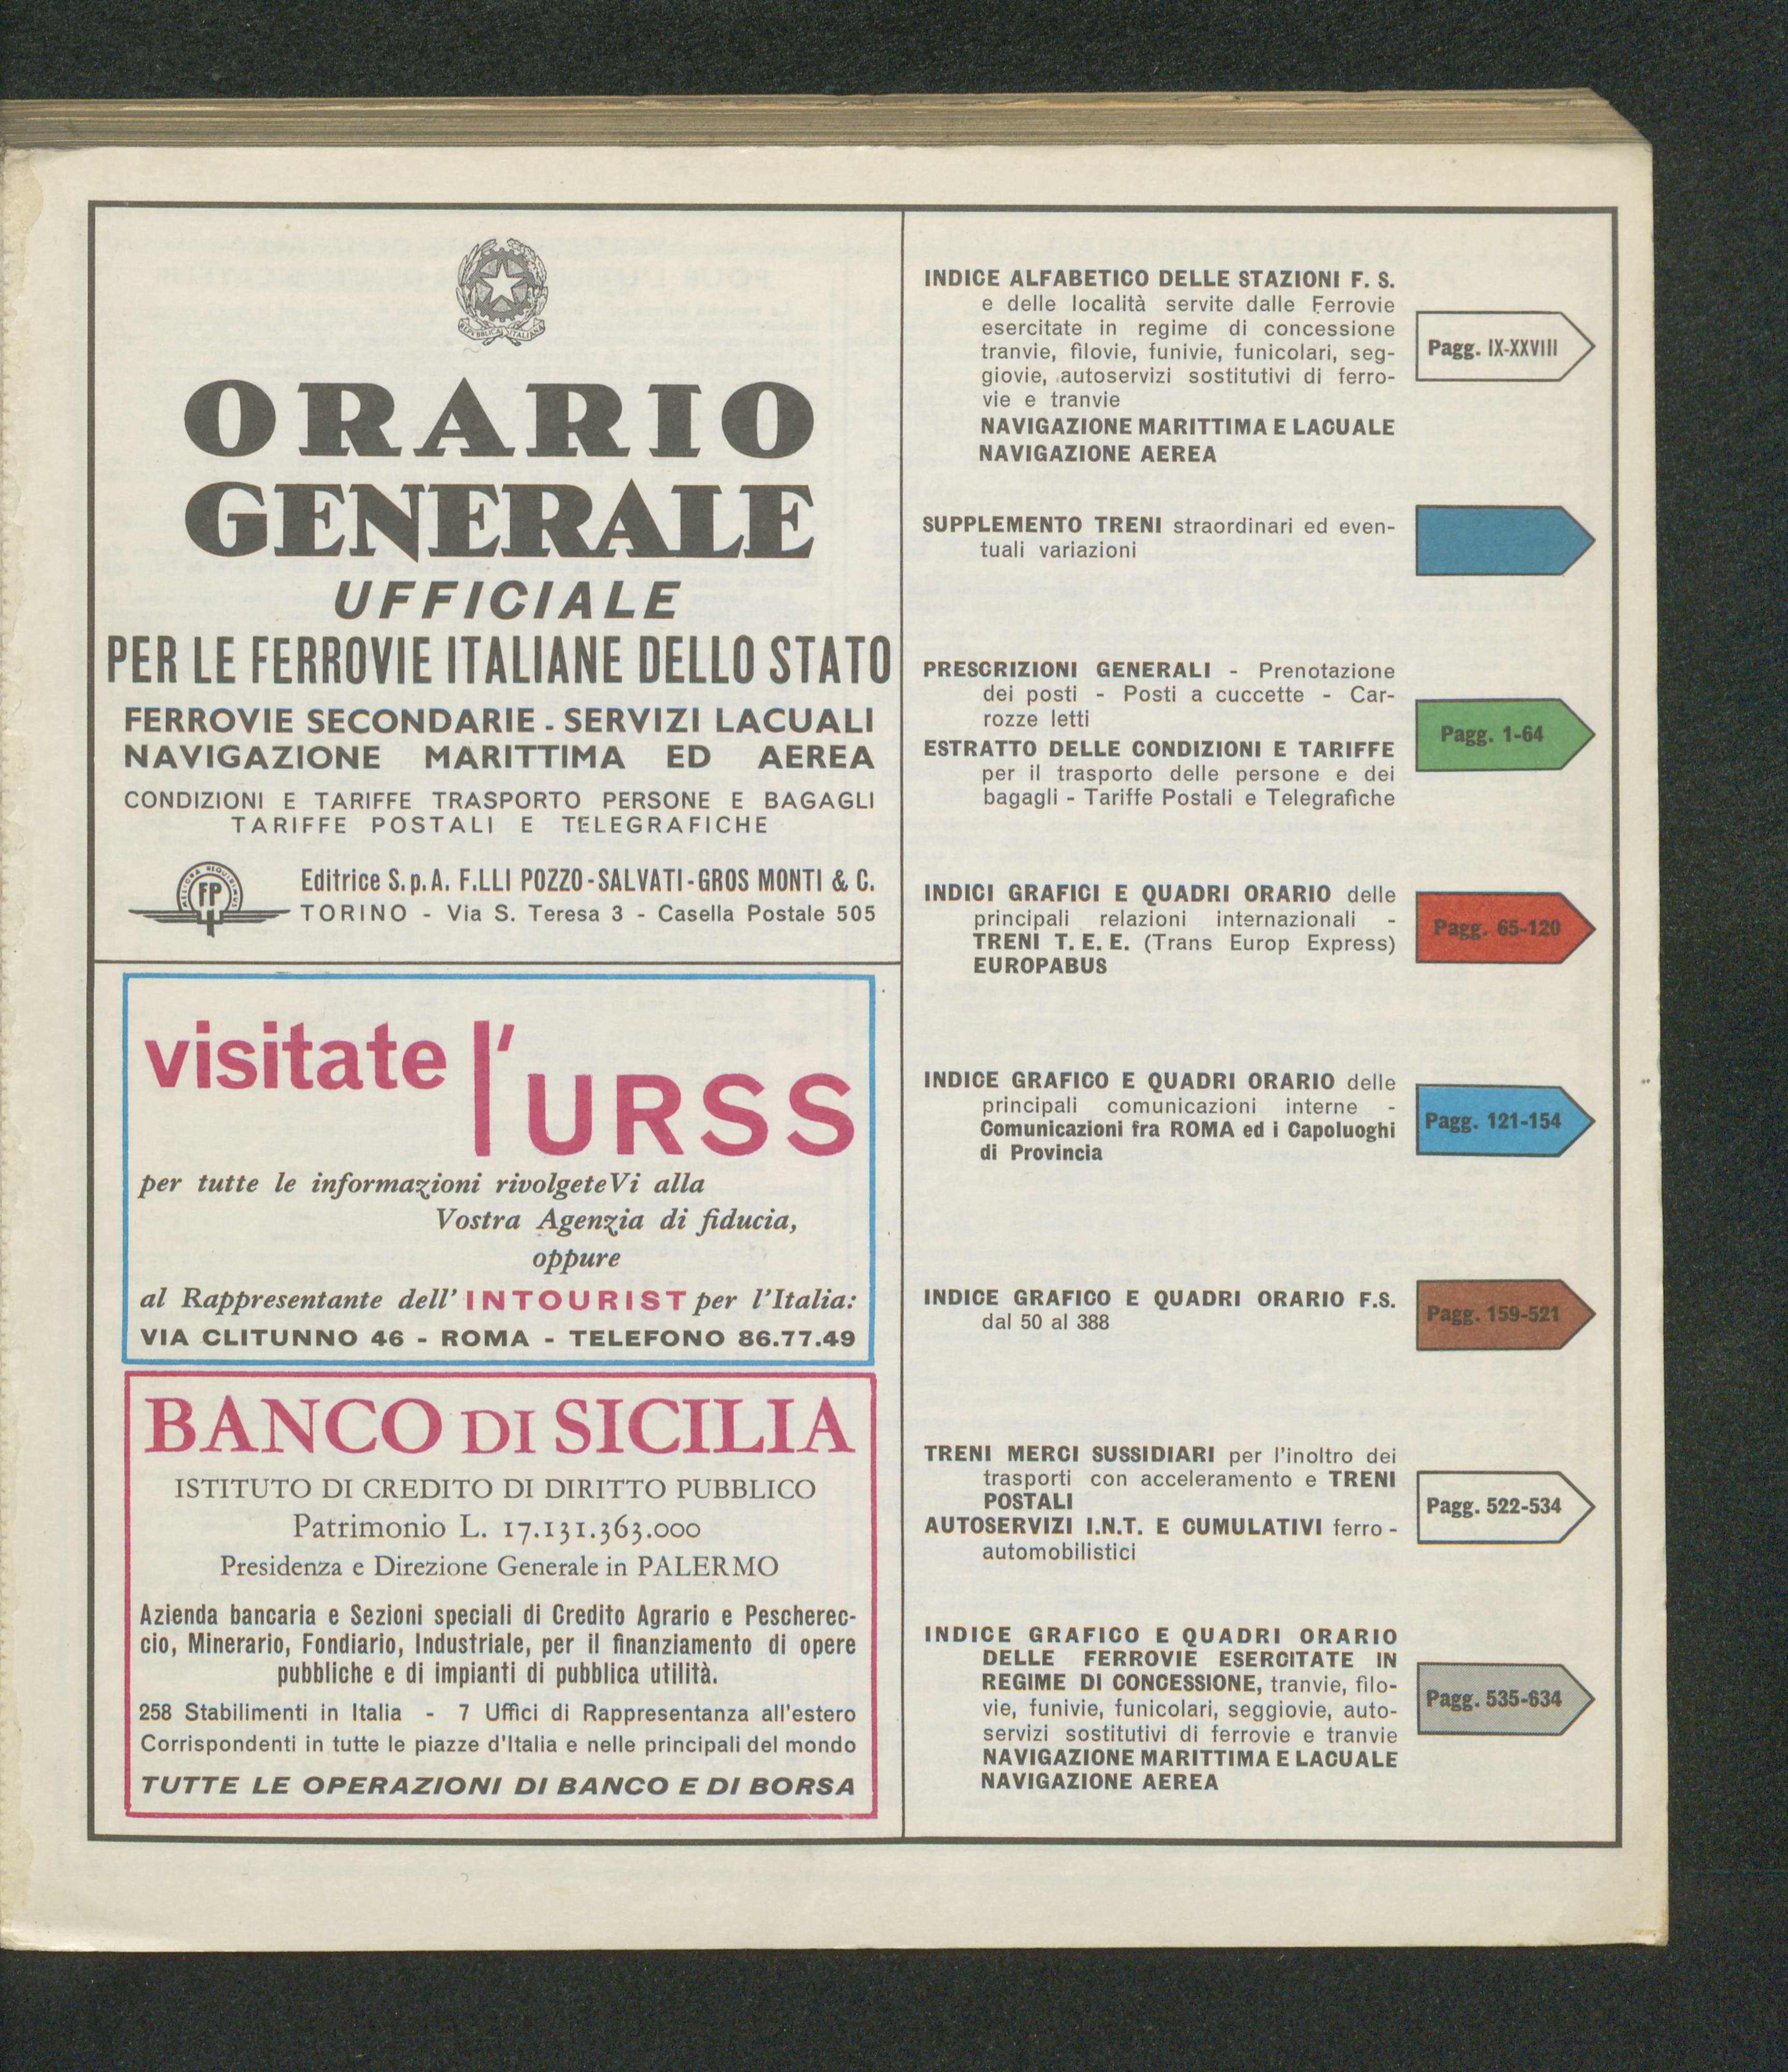 REPVBBLICA ITALIANA
ORARIO
GENERALE
UFFICIALE
PER LE FERROVIE ITALIANE DELLO STATO
FERROVIE SECONDARIE - SERVIZI LACUALI
NAVIGAZIONE MARITTIMA ED AEREA
CONDIZIONI E TARIFFE TRASPORTO PERSONE E BAGAGLI
TARIFFE POSTALI E TELEGRAFICHE
FP
Editrice S.p.A. F.LLI POZZO-SALVATI-GROS MONTI & C.
TORINO - Via S. Teresa 3 - Casella Postale 505
visitate l'URSS
per tutte le informazioni rivolgeteVi alla
Vostra Agenzia di fiducia,
oppure
al Rappresentante dell'INTOURIST per l'Italia:
VIA CLITUNNO 46 - ROMA - TELEFONO 86.77.49
BANCO DI SICILIA
ISTITUTO DI CREDITO DI DIRITTO PUBBLICO
Patrimonio L. 17.131.363.000
Presidenza e Direzione Generale in PALERMO
Azienda bancaria e Sezioni speciali di Credito Agrario e Pescherec-
cio, Minerario, Fondiario, Industriale, per il finanziamento di opere
pubbliche e di impianti di pubblica utilità.
258 Stabilimenti in Italia - 7 Uffici di Rappresentanza all'estero
Corrispondenti in tutte le piazze d'Italia e nelle principali del mondo
TUTTE LE OPERAZIONI DI BANCO E DI BORSA
INDICE ALFABETICO DELLE STAZIONI F. S.
e delle località servite dalle Ferrovie
esercitate in regime di concessione
tranvie, filovie, funivie, funicolari, seg-
giovie, autoservizi sostitutivi di ferro-
vie e tranvie
NAVIGAZIONE MARITTIMA E LACUALE
NAVIGAZIONE AEREA
Pagg. IX-XXVIII
SUPPLEMENTO TRENI straordinari ed even-
tuali variazioni
PRESCRIZIONI GENERALI - Prenotazione
dei posti - Posti a cuccette - Car-
rozze letti
ESTRATTO DELLE CONDIZIONI E TARIFFE
per il trasporto delle persone e dei
bagagli - Tariffe Postali e Telegrafiche
Pagg. 1-64
INDICI GRAFICI E QUADRI ORARIO delle
principali relazioni internazionali -
TRENI T. E. E. (Trans Europ Express)
EUROPABUS
Pagg. 65-120
INDICE GRAFICO E QUADRI ORARIO delle
principali comunicazioni interne -
Comunicazioni fra ROMA ed i Capoluoghi
di Provincia
Pagg. 121-154
INDICE GRAFICO E QUADRI ORARIO F.S.
dal 50 al 388
Pagg. 159-521
TRENI MERCI SUSSIDIARI per l'inoltro dei
trasporti con acceleramento e TRENI
POSTALI
AUTOSERVIZI I.N.T. E CUMULATIVI ferro-
automobilistici
Pagg. 522-534
INDICE GRAFICO E QUADRI ORARIO
DELLE FERROVIE ESERCITATE IN
REGIME DI CONCESSIONE, tranvie, filo-
vie, funivie, funicolari, seggiovie, auto-
servizi sostitutivi di ferrovie e tranvie
NAVIGAZIONE MARITTIMA E LACUALE
NAVIGAZIONE AEREA
Pagg. 535-634